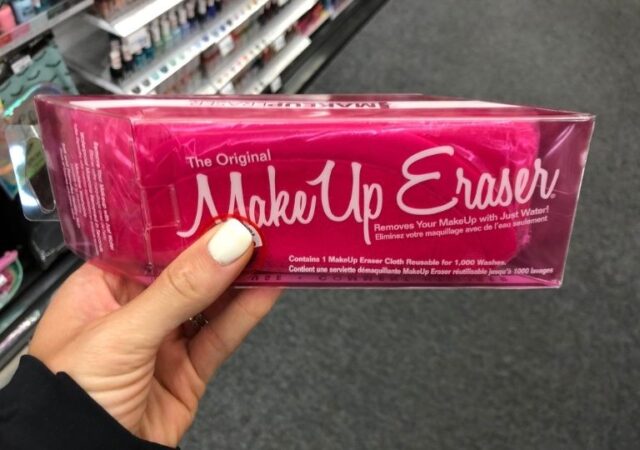 MAKEUPERASER
The Original
MakeUp Eraser®
Removes Your MakeUp with Just Water!
Eliminez votre maquillage avec de l'eau seulement
Contains 1 MakeUp Eraser Cloth Reusable for 1,000 Washes.
Contient une serviette démaquillante MakeUp Eraser réutilisable jusqu'à 1000 lavages